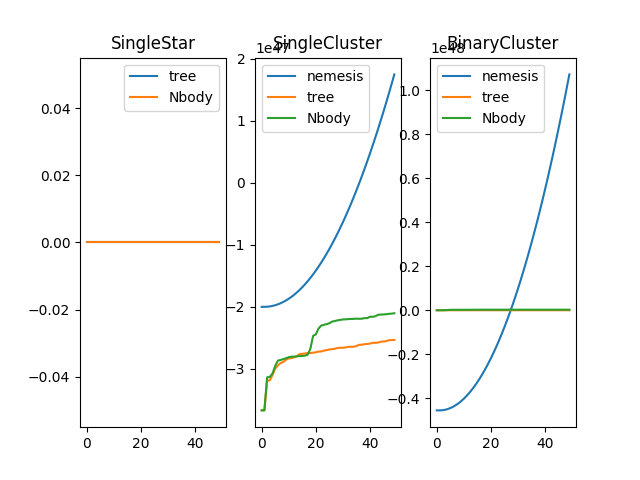 SingleStar
0.04
0.02
0.00
−0.02
−0.04
0
20
40
tree
Nbody
SingleCluster
1e47
2
1
0
−1
−2
−3
0
20
40
nemesis
tree
Nbody
BinaryCluster
1e48
1.0
0.8
0.6
0.4
0.2
0.0
−0.2
−0.4
0
20
40
nemesis
tree
Nbody